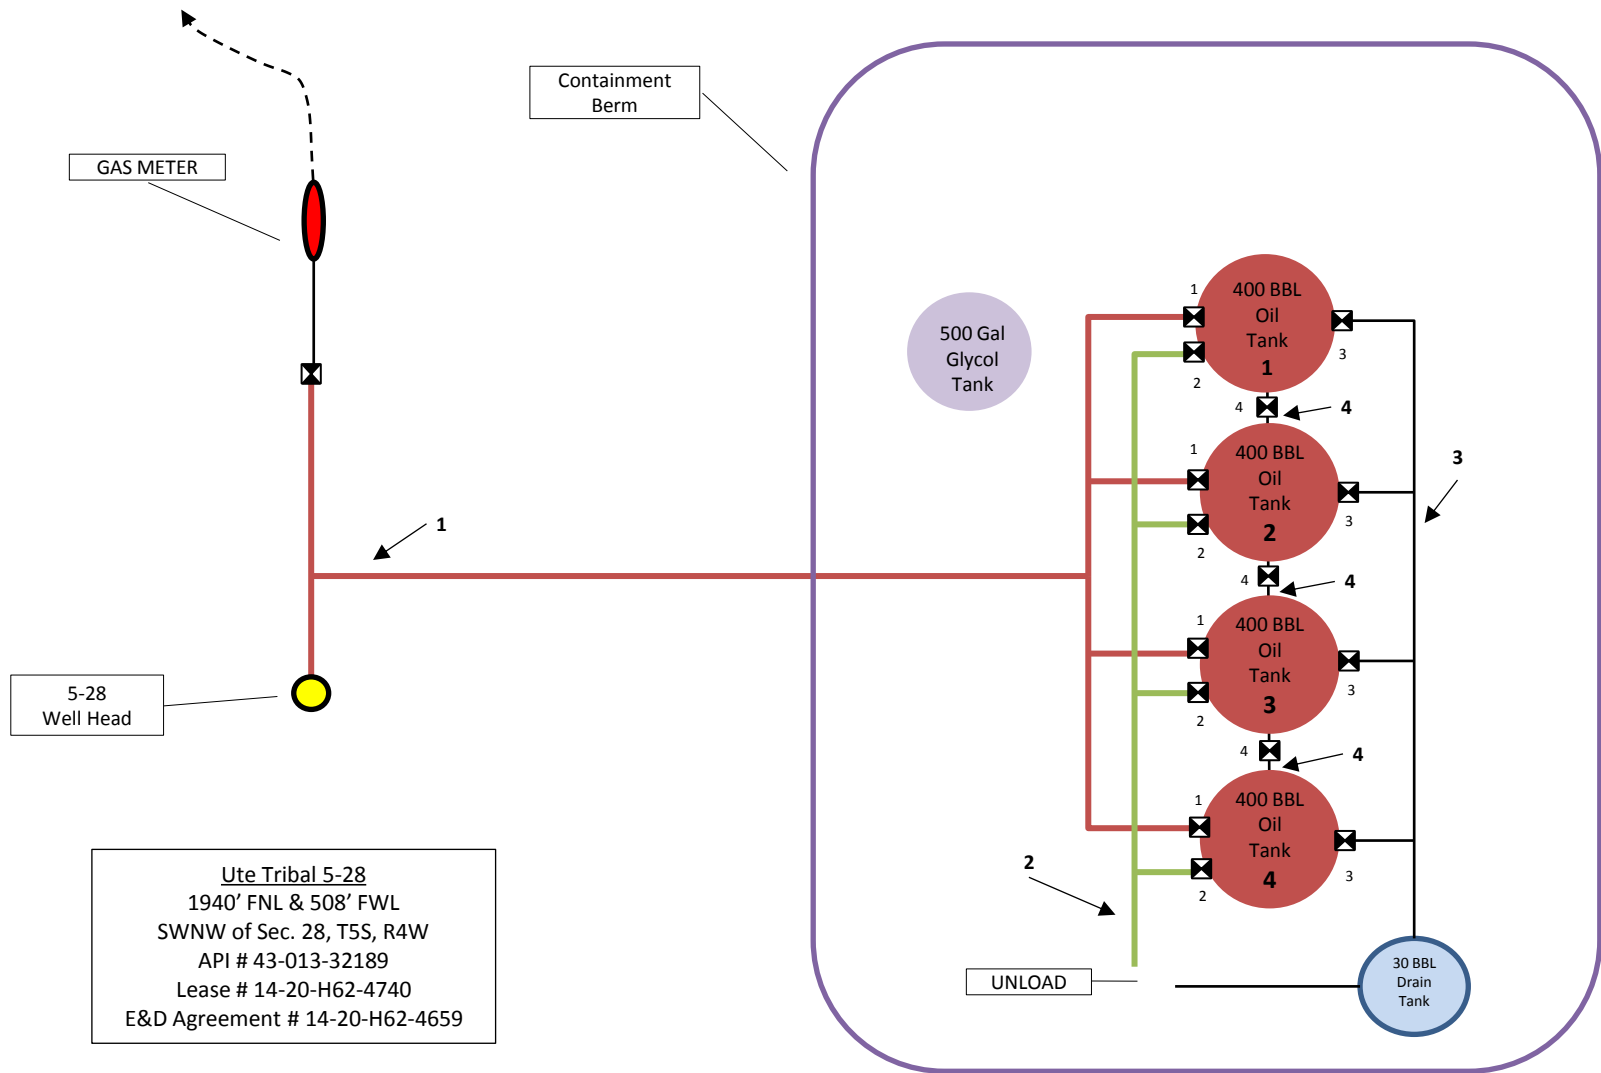 Containment
Berm
GAS METER
400 BBL
Oil
Tank
1
1
2
3
500 Gal
Glycol
Tank
4
4
400 BBL
Oil
Tank
2
1
2
3
3
1
4
4
400 BBL
Oil
Tank
3
1
2
3
5-28
Well Head
4
4
400 BBL
Oil
Tank
4
1
2
3
2
Ute Tribal 5-28
1940’ FNL & 508’ FWL
SWNW of Sec. 28, T5S, R4W
API # 43-013-32189
Lease # 14-20-H62-4740
E&D Agreement # 14-20-H62-4659
UNLOAD
30 BBL
Drain
Tank